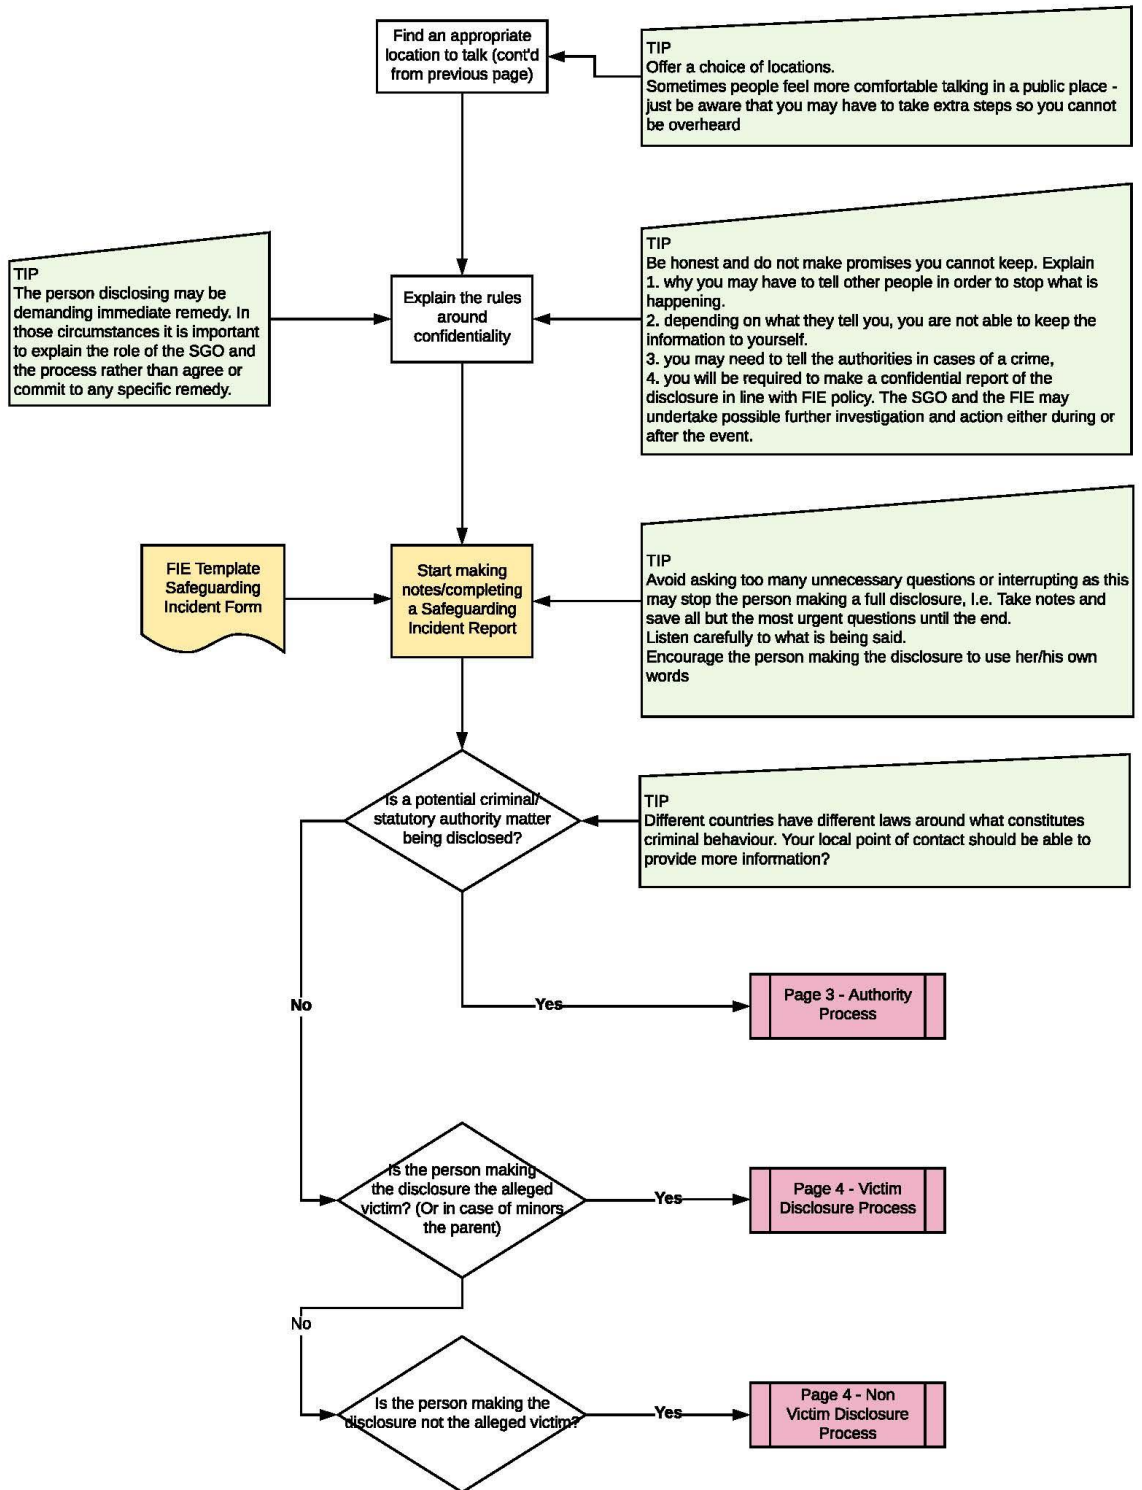 Find an appropriate
location to talk (cont'd
from previous page)
TIP
Offer a choice of locations.
Sometimes people feel more comfortable talking in a public place -
just be aware that you may have to take extra steps so you cannot
be overheard
TIP
The person disclosing may be
demanding immediate remedy. In
those circumstances it is important
to explain the role of the SGO and
the process rather than agree or
commit to any specific remedy.
Explain the rules
around
confidentiality
TIP
Be honest and do not make promises you cannot keep. Explain
1. why you may have to tell other people in order to stop what is
happening.
2. depending on what they tell you, you are not able to keep the
information to yourself.
3. you may need to tell the authorities in cases of a crime,
4. you will be required to make a confidential report of the
disclosure in line with FIE policy. The SGO and the FIE may
undertake possible further investigation and action either during or
after the event.
FIE Template
Safeguarding
Incident Form
Start making
notes/completing
a Safeguarding
Incident Report
TIP
Avoid asking too many unnecessary questions or interrupting as this
may stop the person making a full disclosure, I.e. Take notes and
save all but the most urgent questions until the end.
Listen carefully to what is being said.
Encourage the person making the disclosure to use her/his own
words
Is a potential criminal/
statutory authority matter
being disclosed?
TIP
Different countries have different laws around what constitutes
criminal behaviour. Your local point of contact should be able to
provide more information?
No
Yes
Page 3 - Authority
Process
Is the person making
the disclosure the alleged
victim? (Or in case of minors
the parent)
Yes
Page 4 - Victim
Disclosure Process
No
Is the person making the
disclosure not the alleged victim?
Yes
Page 4 - Non
Victim Disclosure
Process